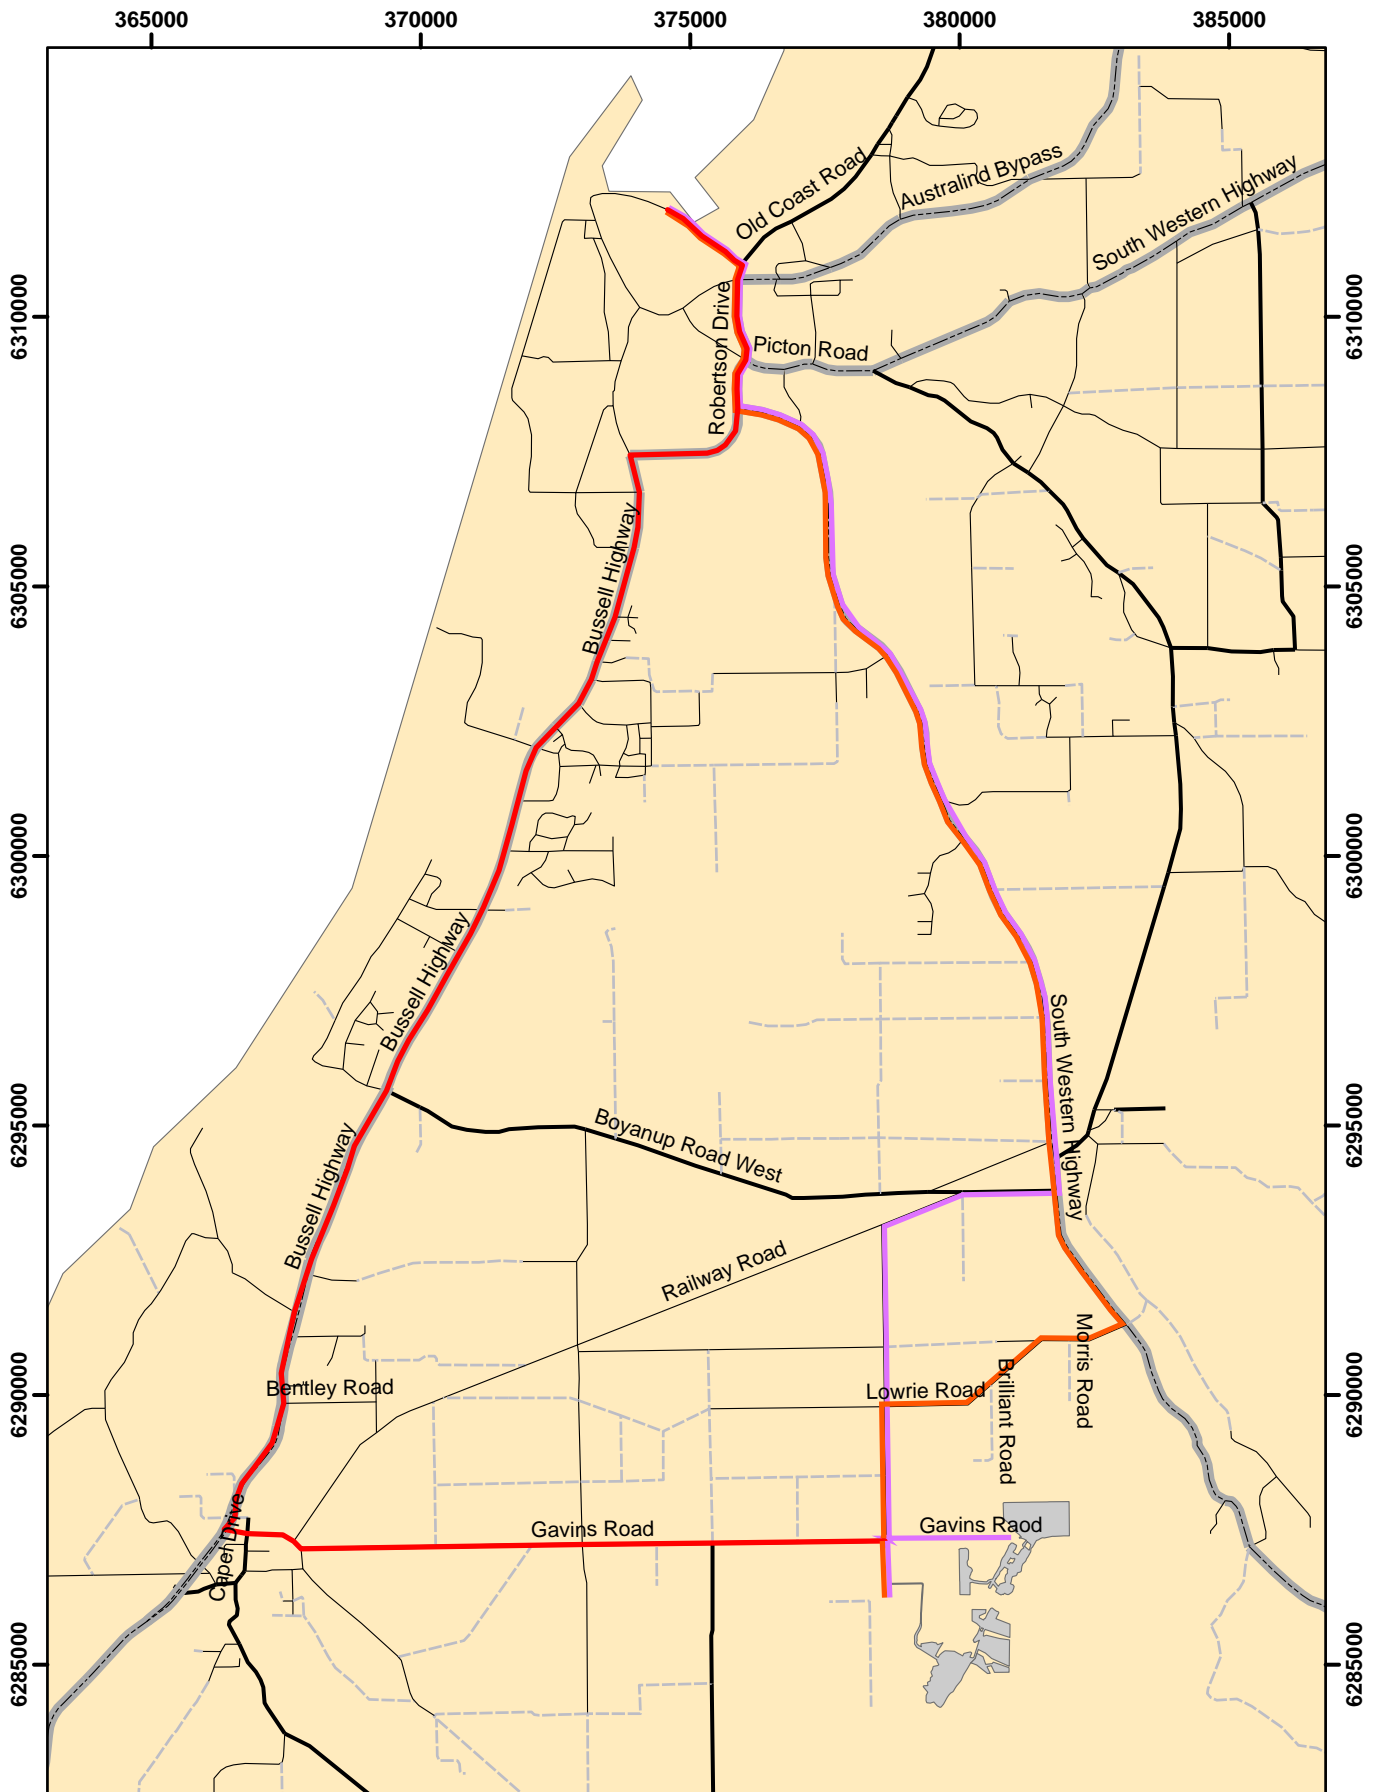 365000 370000 375000 380000 385000
Old Coast Road
Australind Bypass
South Western Highway
6310000
Robertson Drive
Picton Road
6310000
Bussell Highway
6305000
6305000
6300000
6300000
Bussell Highway
South Western Highway
6295000
Boyanup Road West
6295000
Bussell Highway
Railway Road
Morris Road
Bentley Road
Lowrie Road
Brilliant Road
6290000
6290000
Capel Drive
Gavins Road
Gavins Raod
6285000
6285000